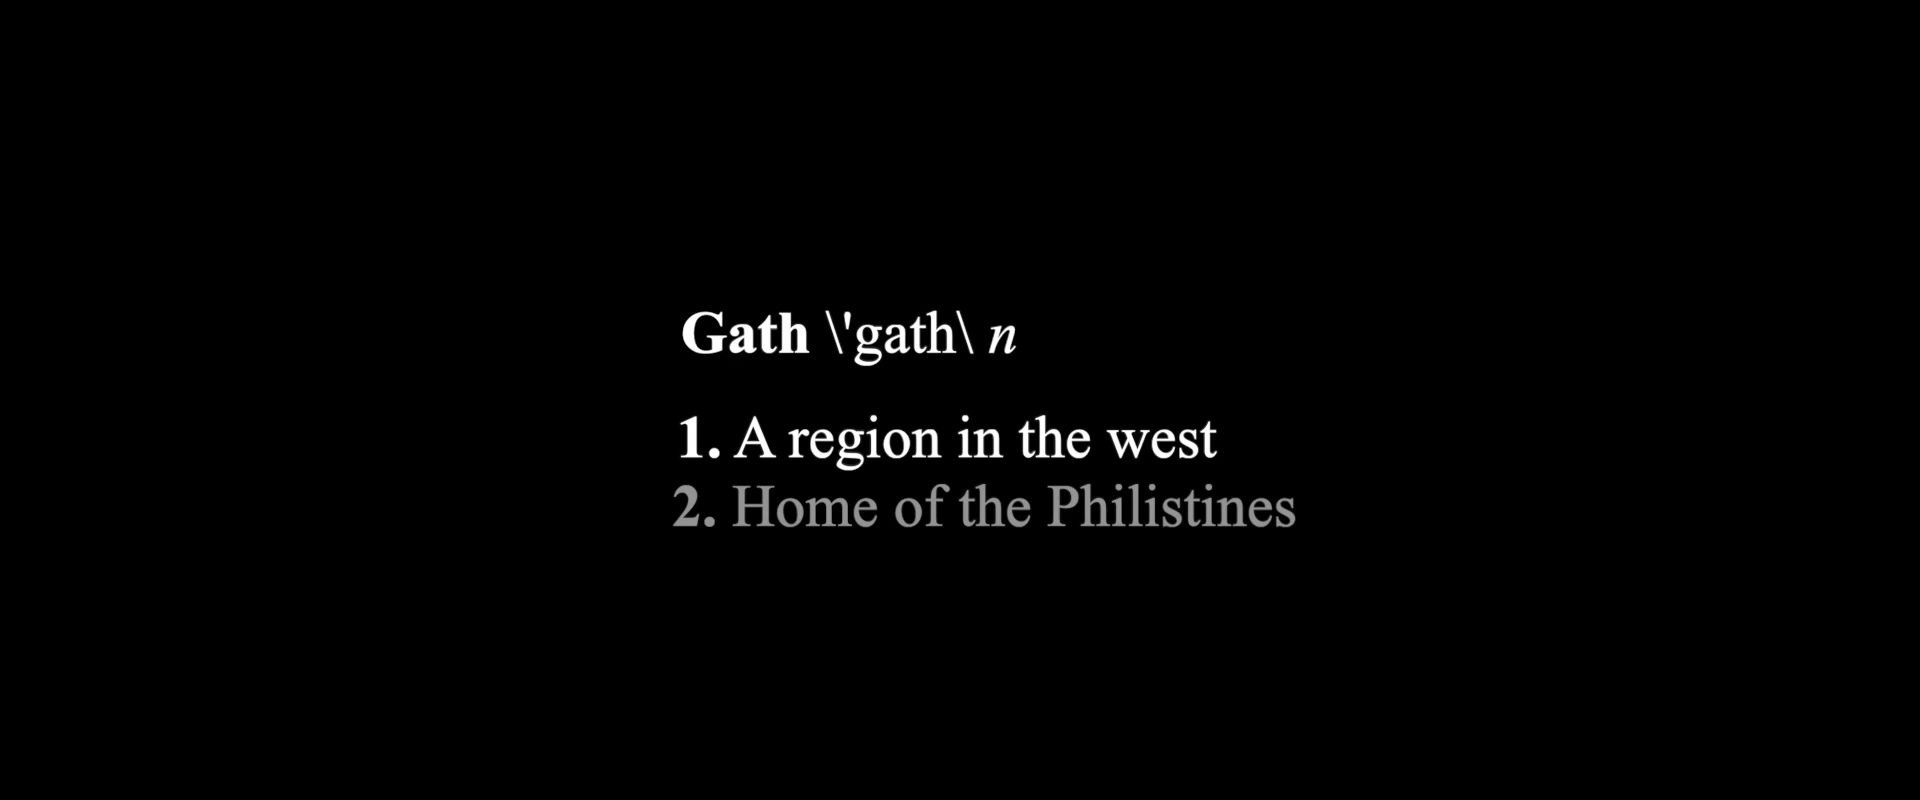 Gath \'gath\ n
1. A region in the west
2. Home of the Philistines